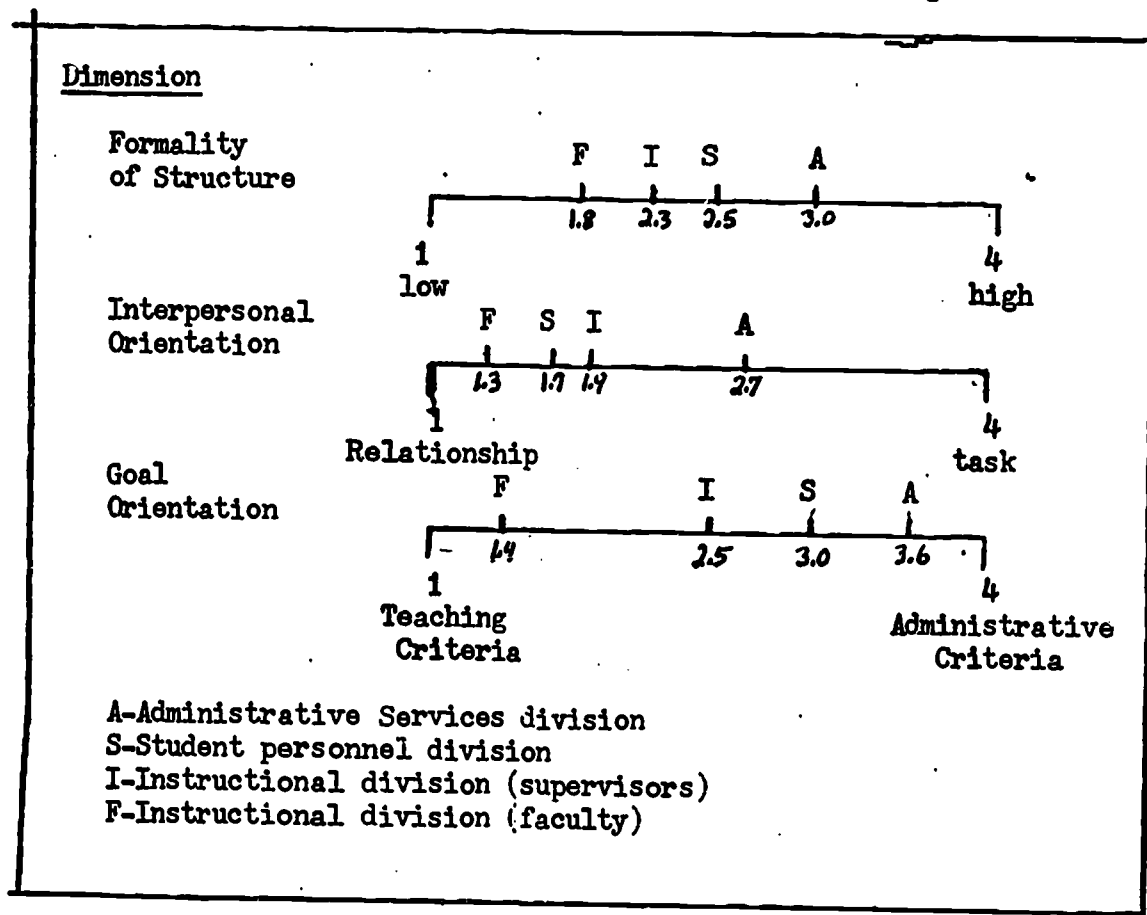 Dimension
Formality
of Structure
F I S A
1.8 2.3 2.5 3.0
1 4
low high
Interpersonal
Orientation
F S I A
1.3 1.7 1.9 2.7
1 4
Relationship task
Goal
Orientation
F I S A
1.4 2.5 3.0 3.6
1 4
Teaching Administrative
Criteria Criteria
A-Administrative Services division
S-Student personnel division
I-Instructional division (supervisors)
F-Instructional division (faculty)